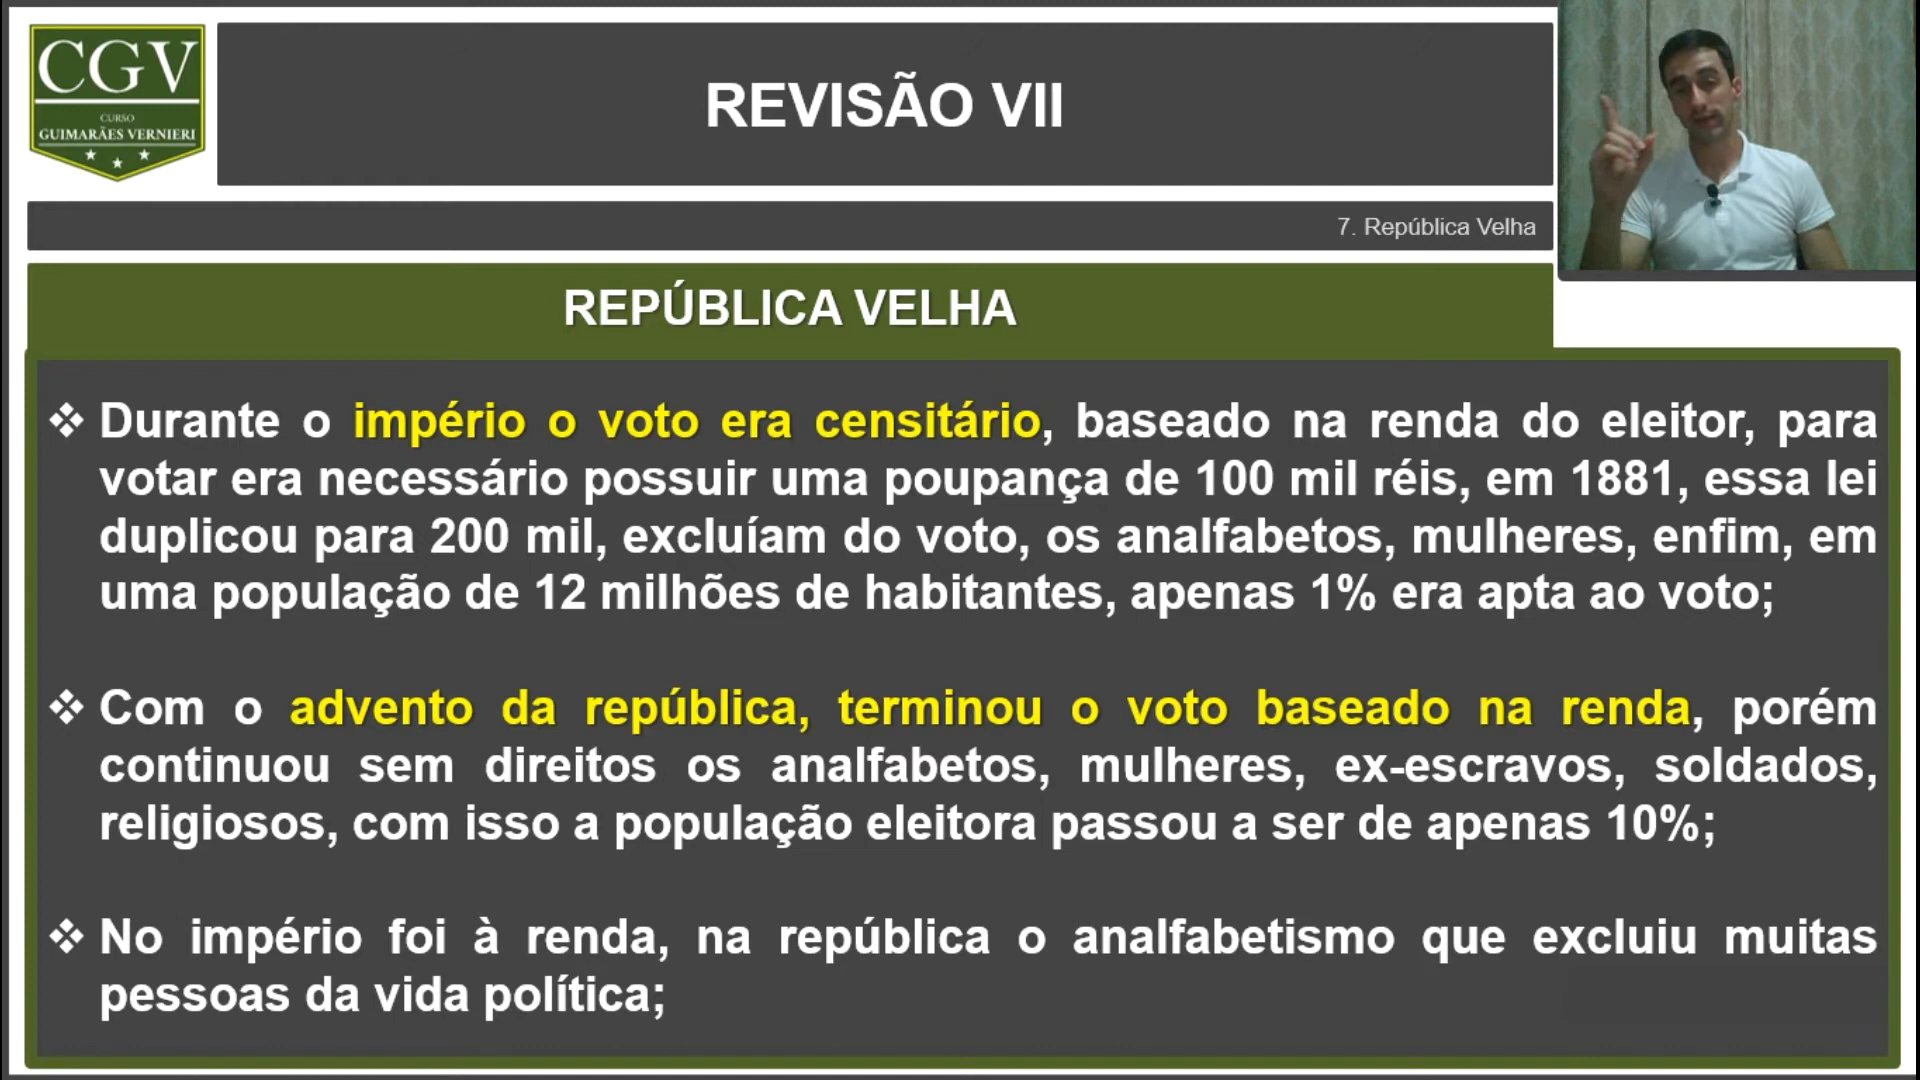 CGV
CURSO
GUIMARÃES VERNIERI
REVISÃO VII
7. República Velha
REPÚBLICA VELHA
❖ Durante o império o voto era censitário, baseado na renda do eleitor, para
votar era necessário possuir uma poupança de 100 mil réis, em 1881, essa lei
duplicou para 200 mil, excluíam do voto, os analfabetos, mulheres, enfim, em
uma população de 12 milhões de habitantes, apenas 1% era apta ao voto;
❖ Com o advento da república, terminou o voto baseado na renda, porém
continuou sem direitos os analfabetos, mulheres, ex-escravos, soldados,
religiosos, com isso a população eleitora passou a ser de apenas 10%;
❖ No império foi à renda, na república o analfabetismo que excluiu muitas
pessoas da vida política;